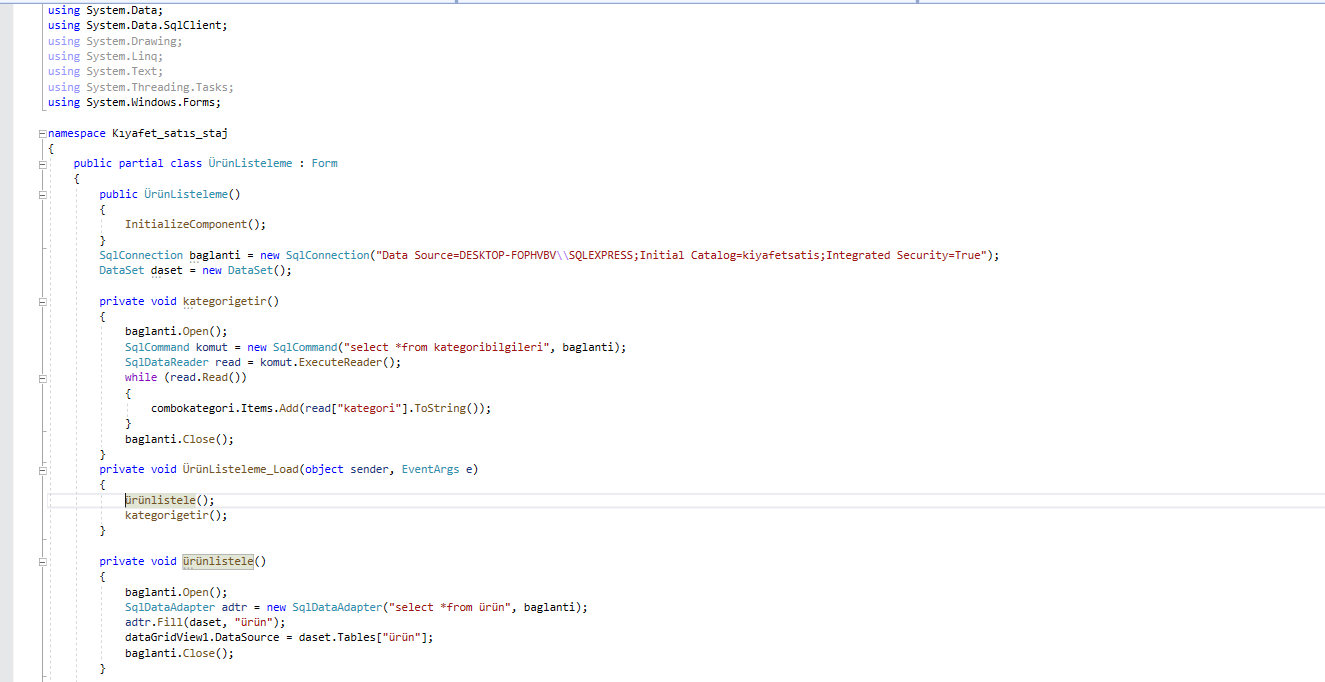 using System.Data;
using System.Data.SqlClient;
using System.Drawing;
using System.Linq;
using System.Text;
using System.Threading.Tasks;
using System.Windows.Forms;
namespace Kıyafet_satıs_staj
{
public partial class ÜrünListeleme : Form
{
public ÜrünListeleme()
{
InitializeComponent();
}
SqlConnection baglanti = new SqlConnection("Data Source=DESKTOP-FOPHVBV\\SQLEXPRESS;Initial Catalog=kiyafetsatis;Integrated Security=True");
DataSet daset = new DataSet();
private void kategorigetir()
{
baglanti.Open();
SqlCommand komut = new SqlCommand("select *from kategoribilgileri", baglanti);
SqlDataReader read = komut.ExecuteReader();
while (read.Read())
{
combokategori.Items.Add(read["kategori"].ToString());
}
baglanti.Close();
}
private void ÜrünListeleme_Load(object sender, EventArgs e)
{
ürünlistele();
kategorigetir();
}
private void ürünlistele()
{
baglanti.Open();
SqlDataAdapter adtr = new SqlDataAdapter("select *from ürün", baglanti);
adtr.Fill(daset, "ürün");
dataGridView1.DataSource = daset.Tables["ürün"];
baglanti.Close();
}